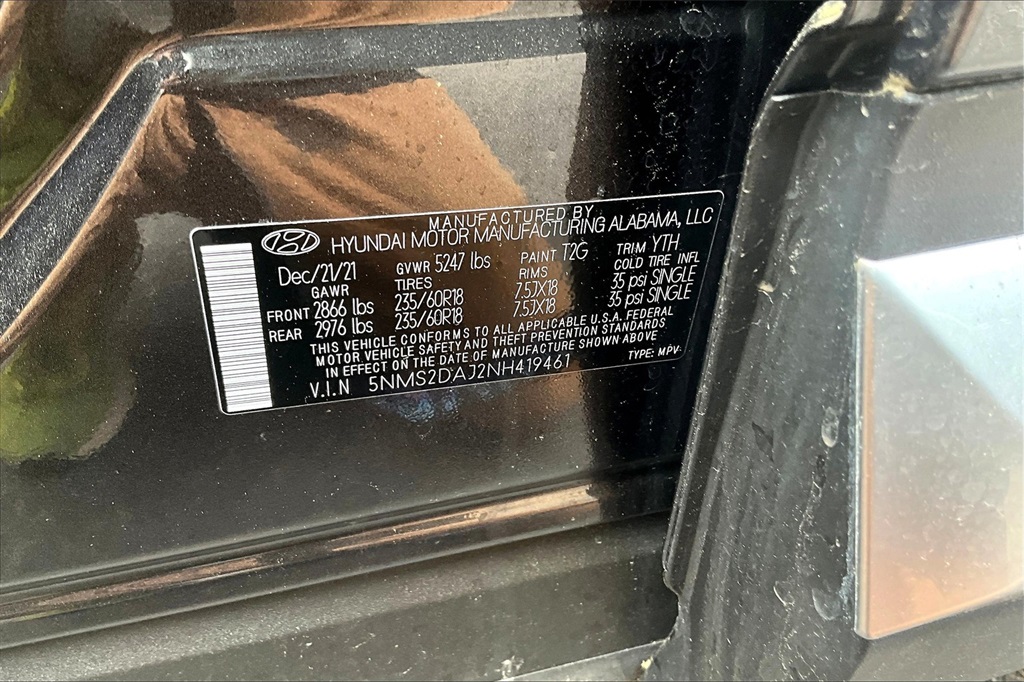 MANUFACTURED BY
HYUNDAI MOTOR MANUFACTURING ALABAMA, LLC
Dec/21/21 GVWR 5247 lbs PAINT T2G TRIM YTH
GAWR TIRES RIMS COLD TIRE INFL
FRONT 2866 lbs 235/60R18 7.5JX18 35 psi SINGLE
REAR 2976 lbs 235/60R18 7.5JX18 35 psi SINGLE
THIS VEHICLE CONFORMS TO ALL APPLICABLE U.S.A. FEDERAL
MOTOR VEHICLE SAFETY AND THEFT PREVENTION STANDARDS
IN EFFECT ON THE DATE OF MANUFACTURE SHOWN ABOVE.
V.I.N 5NMS2DAJ2NH419461 TYPE: MPV